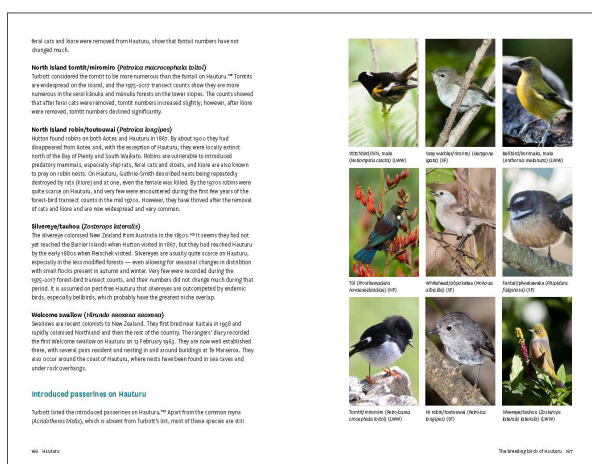 feral cats and kiore were removed from Hauturu, show that fantail numbers have not
changed much.
North Island tomtit/miromiro (Petroica macrocephala toitoi)
Turbott considered the tomtit to be more numerous than the fantail on Hauturu. Tomtits
are widespread on the island, and the 1975–2017 transect counts show they are more
numerous in the seral kānuka and mānuka forests on the lower slopes. The counts showed
that after feral cats were removed, tomtit numbers increased slightly; however, after kiore
were removed, tomtit numbers declined significantly.
North Island robin/toutouwai (Petroica longipes)
Hutton found robins on both Aotea and Hauturu in 1867. By about 1900 they had
disappeared from Aotea and, with the exception of Hauturu, they were locally extinct
north of the Bay of Plenty and South Waikato. Robins are vulnerable to introduced
predatory mammals, especially ship rats, feral cats and stoats, and kiore are also known
to prey on robin nests. On Hauturu, Guthrie-Smith described nests being repeatedly
destroyed by rats (kiore) and at one, even the female was killed. By the 1970s robins were
quite scarce on Hauturu, and very few were encountered during the first few years of the
forest-bird transect counts in the mid 1970s. However, they have thrived after the removal
of cats and kiore and are now widespread and very common.
Silvereye/tauhou (Zosterops lateralis)
The silvereye colonised New Zealand from Australia in the 1850s. It seems they had not
yet reached the Barrier Islands when Hutton visited in 1867, but they had reached Hauturu
by the early 1880s when Reischek visited. Silvereyes are usually quite scarce on Hauturu,
especially in the less modified forests — even allowing for seasonal changes in distribution
with small flocks present in autumn and winter. Very few were recorded during the
1975–2017 forest-bird transect counts, and their numbers did not change much during that
period. It is assumed on pest-free Hauturu that silvereyes are outcompeted by endemic
birds, especially bellbirds, which probably have the greatest niche overlap.
Welcome swallow (Hirundo neoxena neoxena)
Swallows are recent colonists to New Zealand. They first bred near Kaitaia in 1958 and
rapidly colonised Northland and then the rest of the country. The rangers' diary recorded
the first Welcome swallow on Hauturu on 13 February 1963. They are now well established
there, with several pairs resident and nesting in and around buildings at Te Maraeroa. They
also occur around the coast of Hauturu, where nests have been found in sea caves and
under rock overhangs.
Introduced passerines on Hauturu
Turbott listed the introduced passerines on Hauturu. Apart from the common myna
(Acridotheres tristis), which is absent from Turbott's list, most of these species are still
166 Hauturu
Stitchbird/hihi, male
(Notiomystis cincta) (LWW)
Grey warbler/riroriro (Gerygone
igata) (SF)
Bellbird/korimako, male
(Anthornis melanura) (LWW)
Tūī (Prosthemadera
novaeseelandiae)
Whitehead/pōpokatea (Mohoua
albicilla) (SF)
Fantail/pīwakawaka (Rhipidura
fuliginosa) (SF)
Tomtit/miromiro (Petroica
macrocephala toitoi) (LWW)
NI robin/toutouwai (Petroica
longipes) (SF)
Silvereye/tauhou (Zosterops
lateralis lateralis) (LWW)
The breeding birds of Hauturu 167